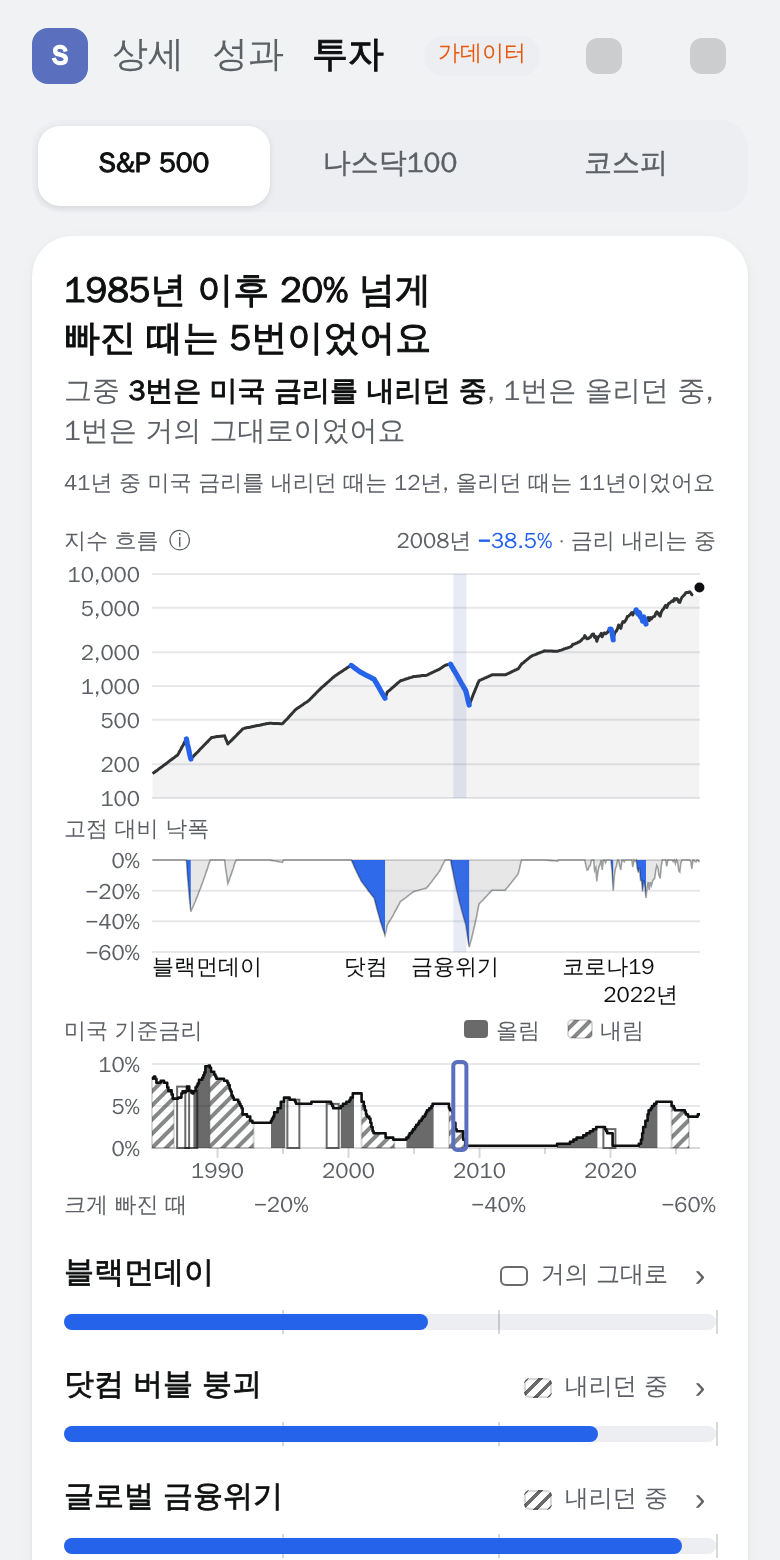 S 상세 성과 투자 가데이터
S&P 500 나스닥100 코스피
1985년 이후 20% 넘게
빠진 때는 5번이었어요
그중 3번은 미국 금리를 내리던 중, 1번은 올리던 중,
1번은 거의 그대로이었어요
41년 중 미국 금리를 내리던 때는 12년, 올리던 때는 11년이었어요
지수 흐름 ⓘ 2008년 −38.5% · 금리 내리는 중
10,000
5,000
2,000
1,000
500
200
100
고점 대비 낙폭
0%
−20%
−40%
−60%
블랙먼데이 닷컴 금융위기 코로나19
2022년
미국 기준금리 올림 내림
10%
5%
0%
1990 2000 2010 2020
크게 빠진 때 −20% −40% −60%
블랙먼데이 거의 그대로 ›
닷컴 버블 붕괴 내리던 중 ›
글로벌 금융위기 내리던 중 ›